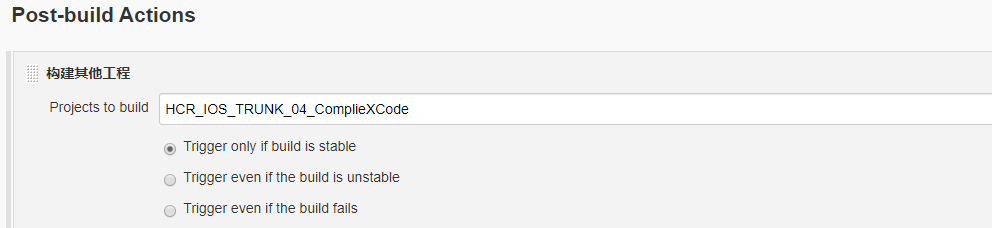 Post-build Actions
构建其他工程
Projects to build HCR_IOS_TRUNK_04_ComplieXCode
Trigger only if build is stable
Trigger even if the build is unstable
Trigger even if the build fails